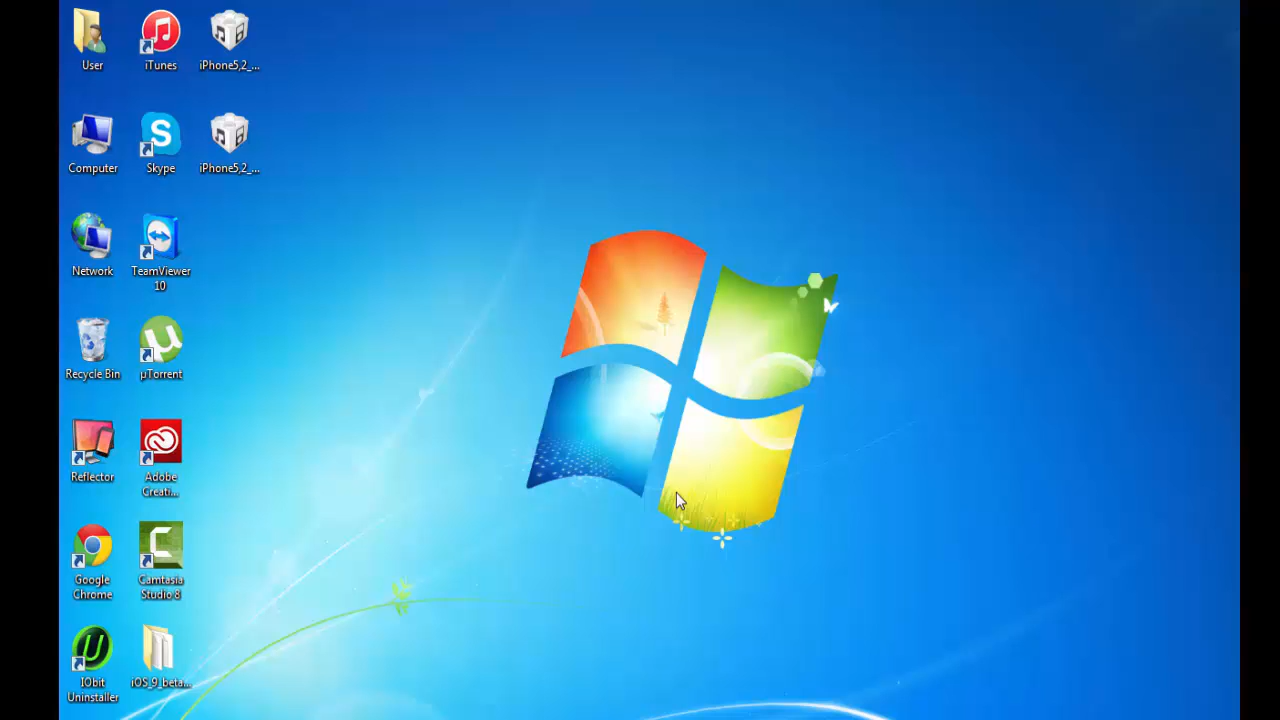 User
iTunes
iPhone5,2_...
Computer
Skype
iPhone5,2_...
Network
TeamViewer
10
Recycle Bin
µTorrent
Reflector
Adobe
Creati...
Google
Chrome
Camtasia
Studio 8
IObit
Uninstaller
iOS_9_beta...